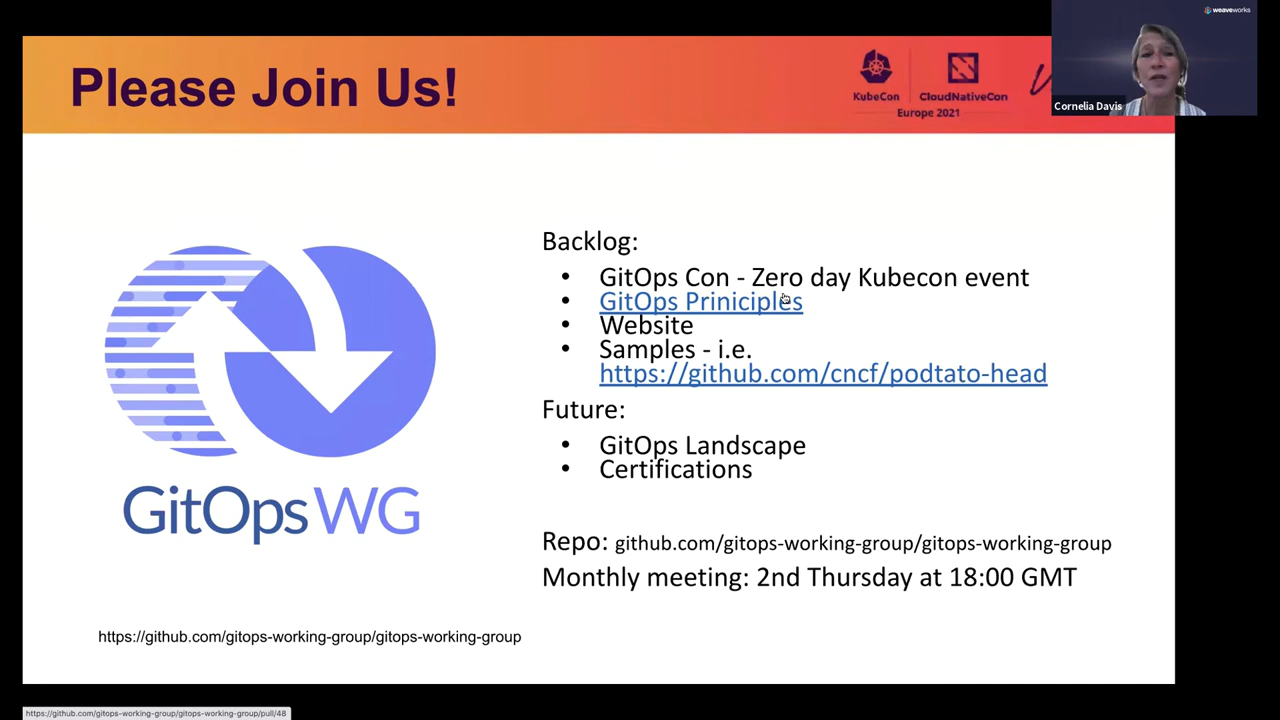 weaveworks
Please Join Us!
KubeCon
CloudNativeCon
Europe 2021
Cornelia Davis
Backlog:
• GitOps Con - Zero day Kubecon event
• GitOps Priniciples
• Website
• Samples - i.e.
https://github.com/cncf/podtato-head
Future:
• GitOps Landscape
• Certifications
GitOps WG
Repo: github.com/gitops-working-group/gitops-working-group
Monthly meeting: 2nd Thursday at 18:00 GMT
https://github.com/gitops-working-group/gitops-working-group
https://github.com/gitops-working-group/gitops-working-group/pull/48